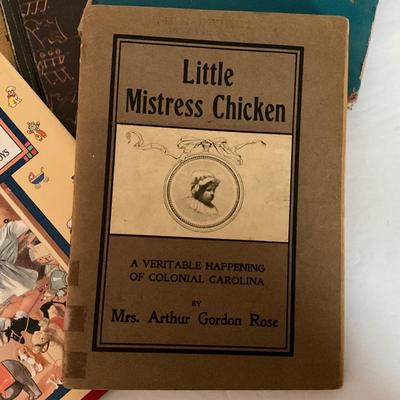 Little
Mistress Chicken
A VERITABLE HAPPENING
OF COLONIAL CAROLINA
BY
Mrs. Arthur Gordon Rose